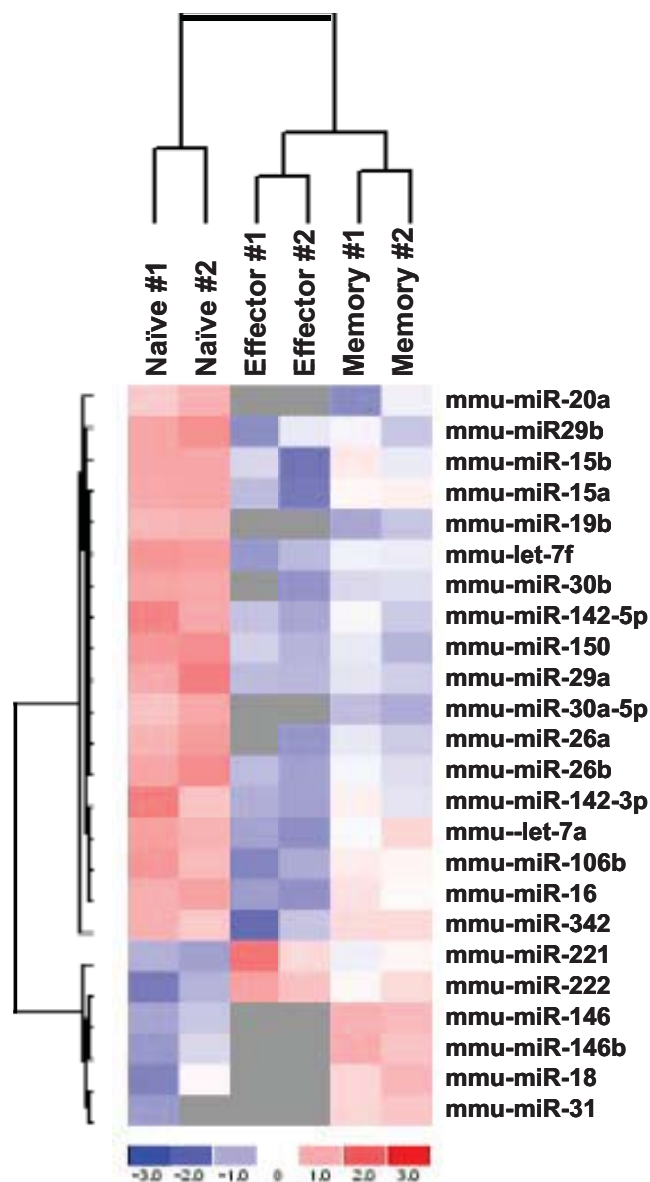 Naïve #1
Naïve #2
Effector #1
Effector #2
Memory #1
Memory #2
mmu-miR-20a
mmu-miR29b
mmu-miR-15b
mmu-miR-15a
mmu-miR-19b
mmu-let-7f
mmu-miR-30b
mmu-miR-142-5p
mmu-miR-150
mmu-miR-29a
mmu-miR-30a-5p
mmu-miR-26a
mmu-miR-26b
mmu-miR-142-3p
mmu--let-7a
mmu-miR-106b
mmu-miR-16
mmu-miR-342
mmu-miR-221
mmu-miR-222
mmu-miR-146
mmu-miR-146b
mmu-miR-18
mmu-miR-31
-3.0 -2.0 -1.0 0 1.0 2.0 3.0